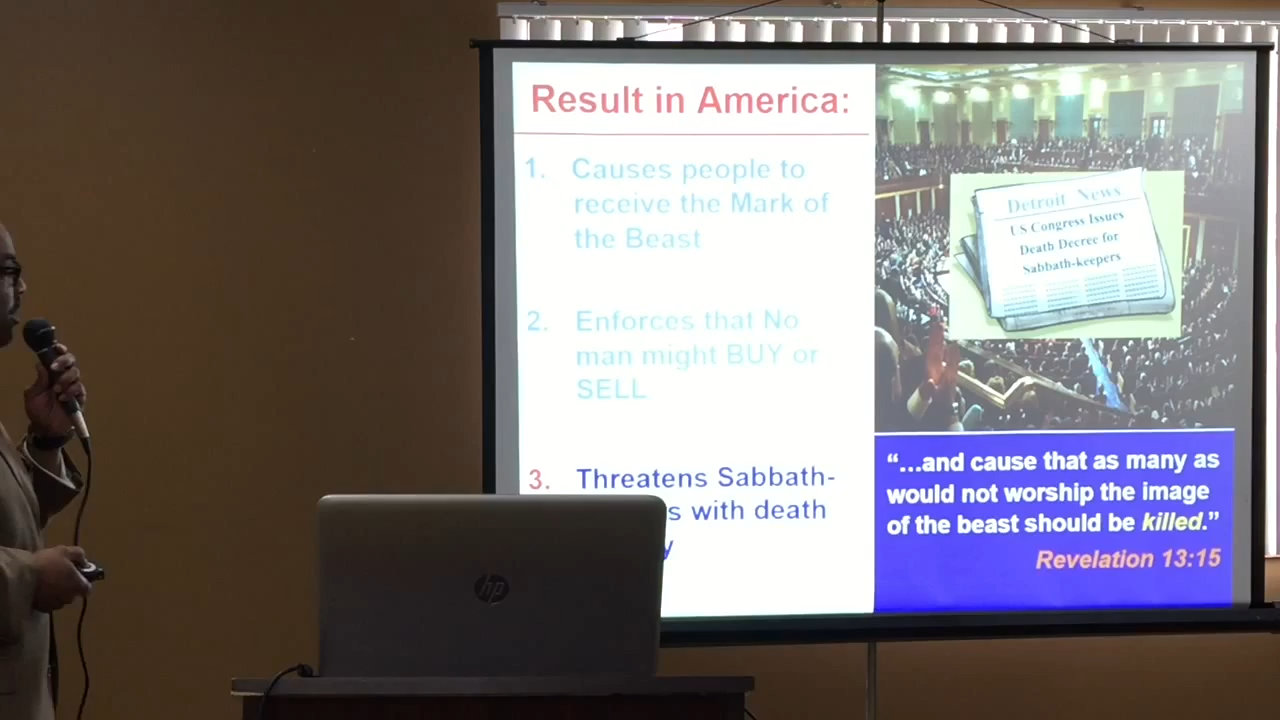 Result in America:
1. Causes people to
receive the Mark of
the Beast
2. Enforces that No
man might BUY or
SELL
3. Threatens Sabbath-
s with death
y
Detroit News
US Congress Issues
Death Decree for
Sabbath-keepers
“...and cause that as many as
would not worship the image
of the beast should be killed.”
Revelation 13:15
hp